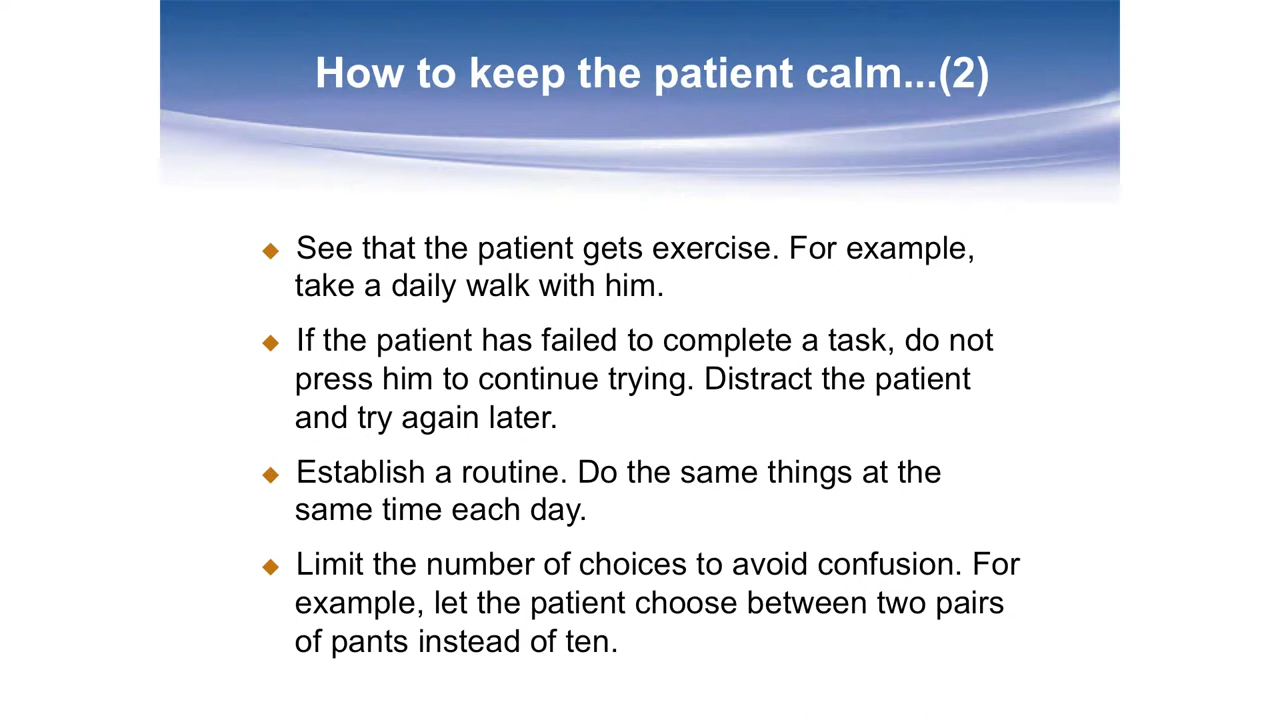 How to keep the patient calm...(2)
◆ See that the patient gets exercise. For example,
take a daily walk with him.
◆ If the patient has failed to complete a task, do not
press him to continue trying. Distract the patient
and try again later.
◆ Establish a routine. Do the same things at the
same time each day.
◆ Limit the number of choices to avoid confusion. For
example, let the patient choose between two pairs
of pants instead of ten.